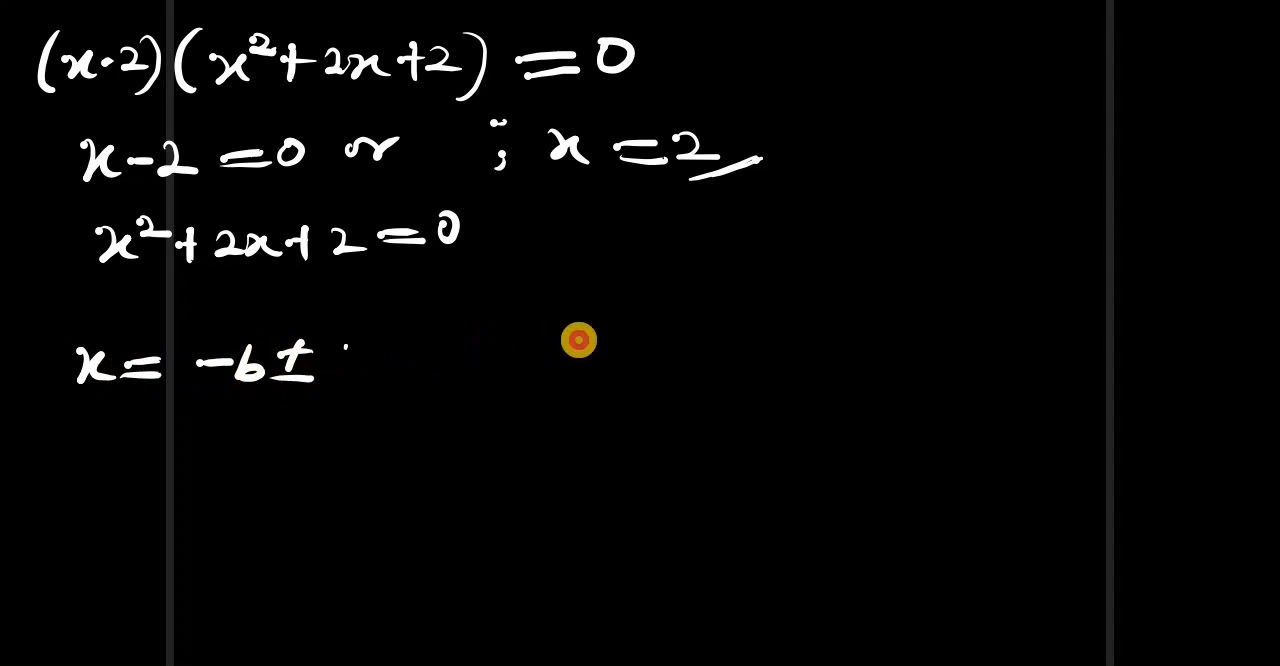 (x-2)(x²+2x+2) = 0
x-2 = 0 or ∴ x = 2
x²+2x+2 = 0
x = -b ±